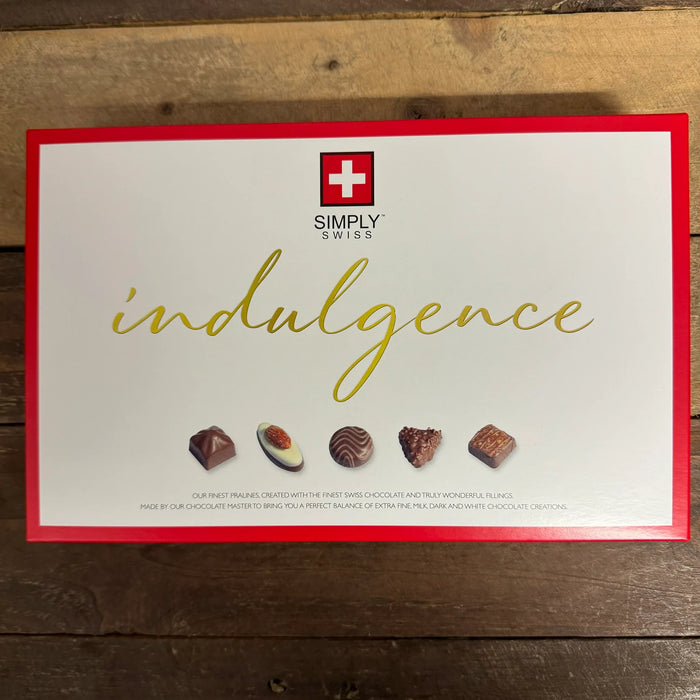 SIMPLY™
SWISS
indulgence
OUR FINEST PRALINES, CREATED WITH THE FINEST SWISS CHOCOLATE AND TRULY WONDERFUL FILLINGS.
MADE BY OUR CHOCOLATE MASTER TO BRING YOU A PERFECT BALANCE OF EXTRA FINE, MILK, DARK AND WHITE CHOCOLATE CREATIONS.